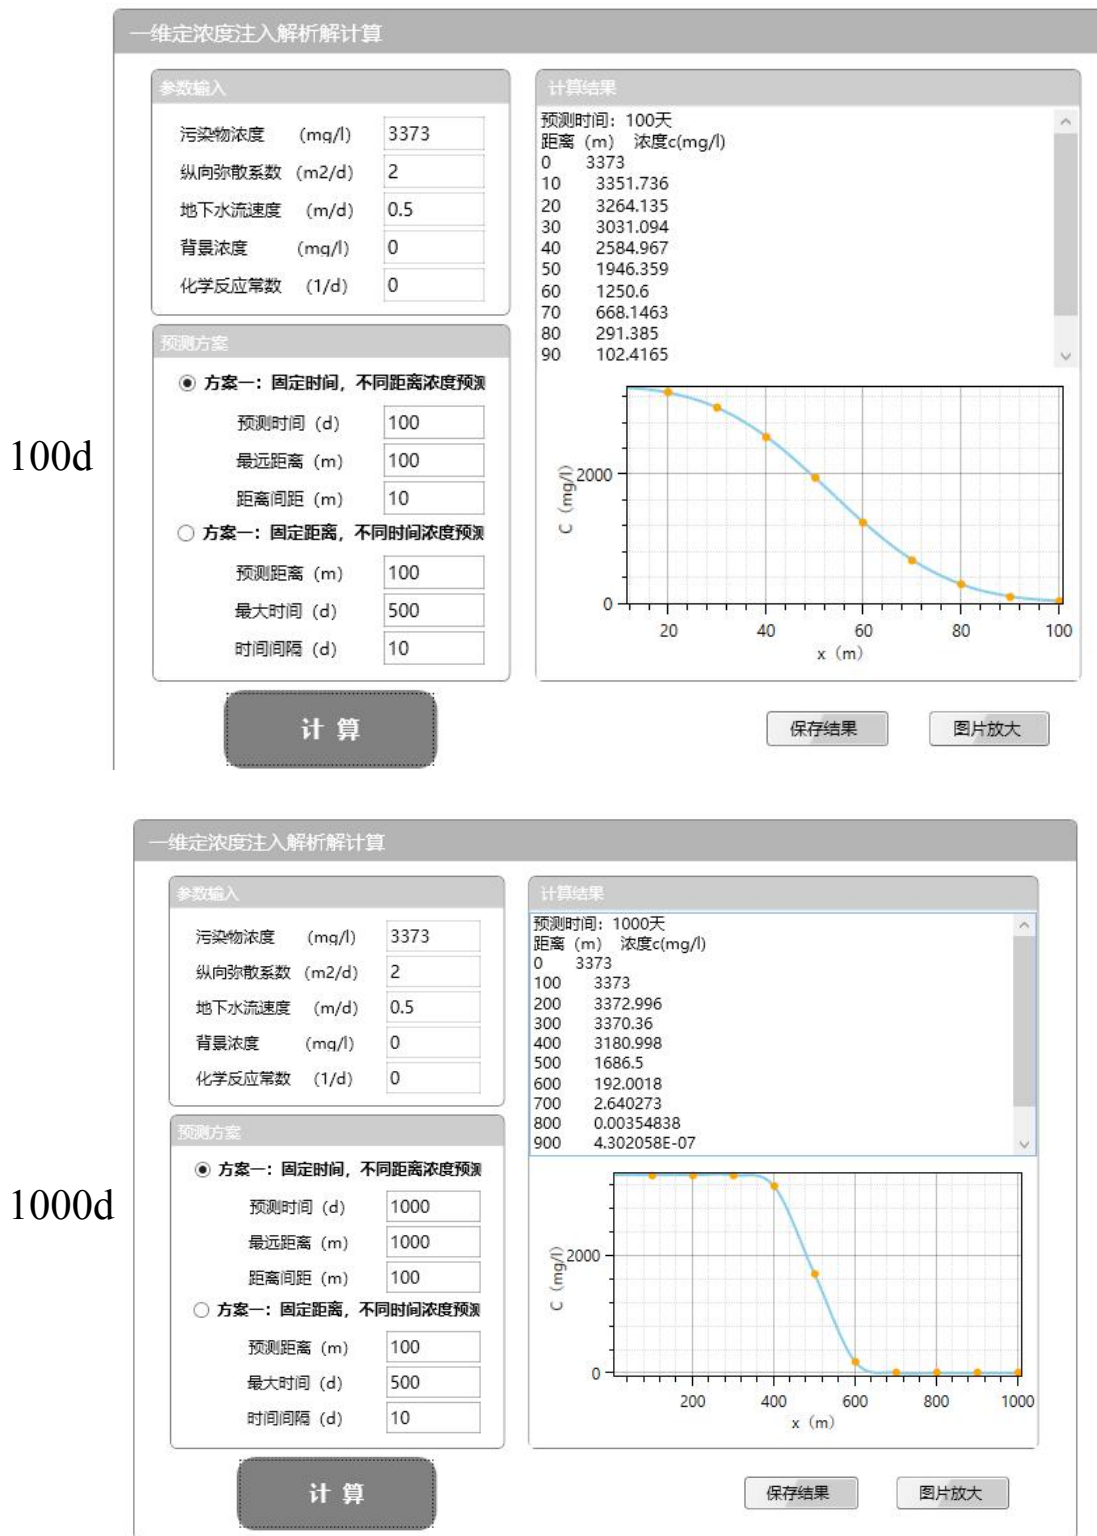 100d
一维定浓度注入解析解计算
参数输入
污染物浓度 (mg/l) 3373
纵向弥散系数 (m2/d) 2
地下水流速度 (m/d) 0.5
背景浓度 (mg/l) 0
化学反应常数 (1/d) 0
预测方案
方案一：固定时间，不同距离浓度预测
预测时间 (d) 100
最远距离 (m) 100
距离间距 (m) 10
方案一：固定距离，不同时间浓度预测
预测距离 (m) 100
最大时间 (d) 500
时间间隔 (d) 10
计 算
计算结果
预测时间：100天
距离 (m) 浓度c(mg/l)
0 3373
10 3351.736
20 3264.135
30 3031.094
40 2584.967
50 1946.359
60 1250.6
70 668.1463
80 291.385
90 102.4165
C (mg/l)
2000
0
20 40 60 80 100
x (m)
保存结果 图片放大
1000d
一维定浓度注入解析解计算
参数输入
污染物浓度 (mg/l) 3373
纵向弥散系数 (m2/d) 2
地下水流速度 (m/d) 0.5
背景浓度 (mg/l) 0
化学反应常数 (1/d) 0
预测方案
方案一：固定时间，不同距离浓度预测
预测时间 (d) 1000
最远距离 (m) 1000
距离间距 (m) 100
方案一：固定距离，不同时间浓度预测
预测距离 (m) 100
最大时间 (d) 500
时间间隔 (d) 10
计 算
计算结果
预测时间：1000天
距离 (m) 浓度c(mg/l)
0 3373
100 3373
200 3372.996
300 3370.36
400 3180.998
500 1686.5
600 192.0018
700 2.640273
800 0.00354838
900 4.302058E-07
C (mg/l)
2000
0
200 400 600 800 1000
x (m)
保存结果 图片放大